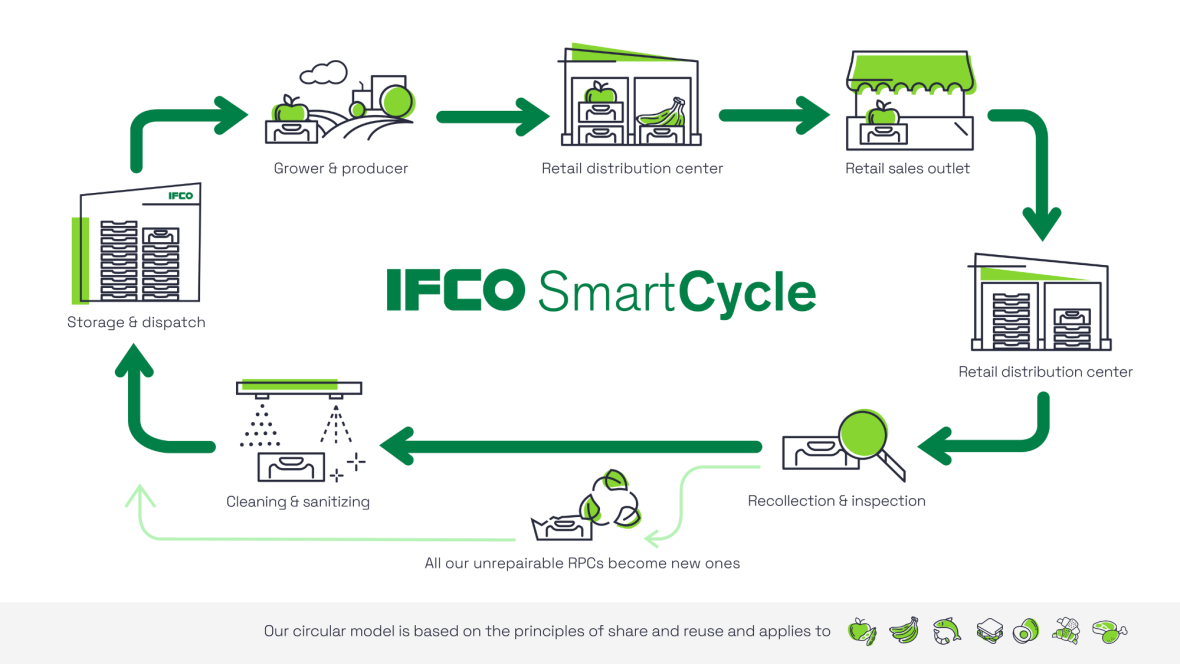 Grower & producer
Retail distribution center
Retail sales outlet
IFCO
Storage & dispatch
IFCO SmartCycle
Retail distribution center
Cleaning & sanitizing
Recollection & inspection
All our unrepairable RPCs become new ones
Our circular model is based on the principles of share and reuse and applies to